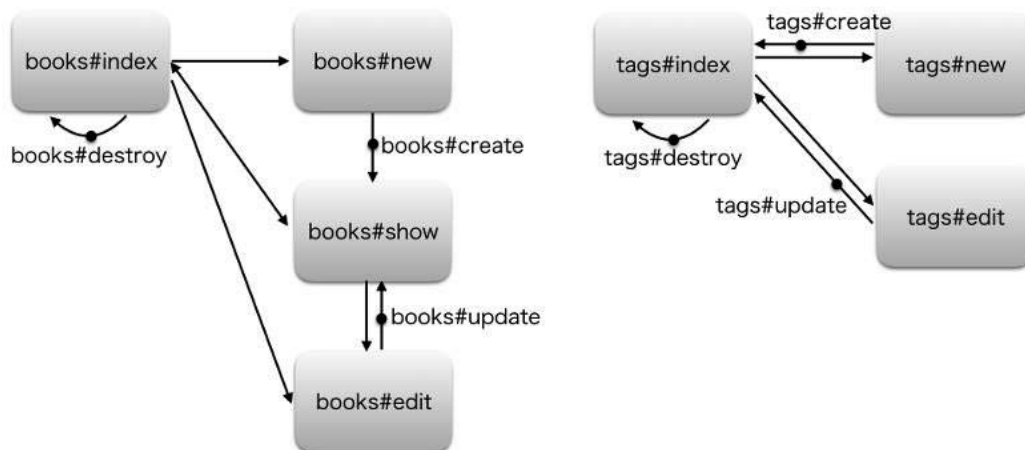 books#index
books#new
books#destroy
books#create
books#show
books#update
books#edit
tags#create
tags#index
tags#new
tags#destroy
tags#update
tags#edit